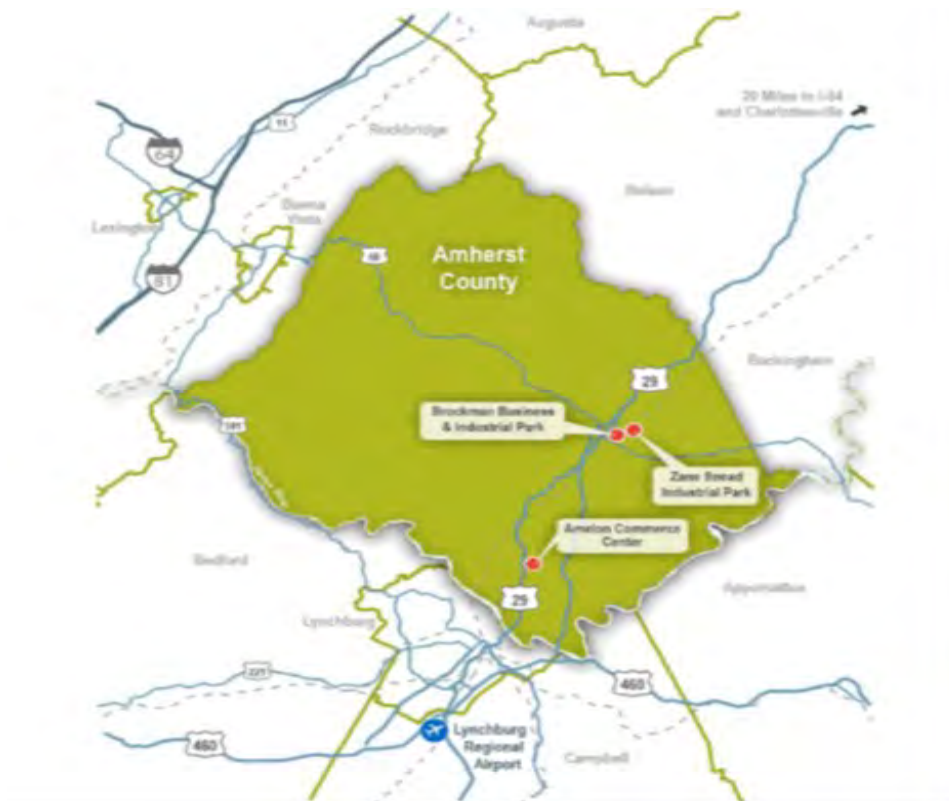 Augusta
20 Miles to I-64
and Charlottesville
11
Rockbridge
64
Nelson
Buena
Vista
Lexington
Amherst
County
60
81
Rockingham
29
Brockman Business
& Industrial Park
501
Zane Snead
Industrial Park
Amelon Commerce
Center
Bedford
29
Appomattox
Lynchburg
221
460
460
Lynchburg
Regional
Airport
Campbell